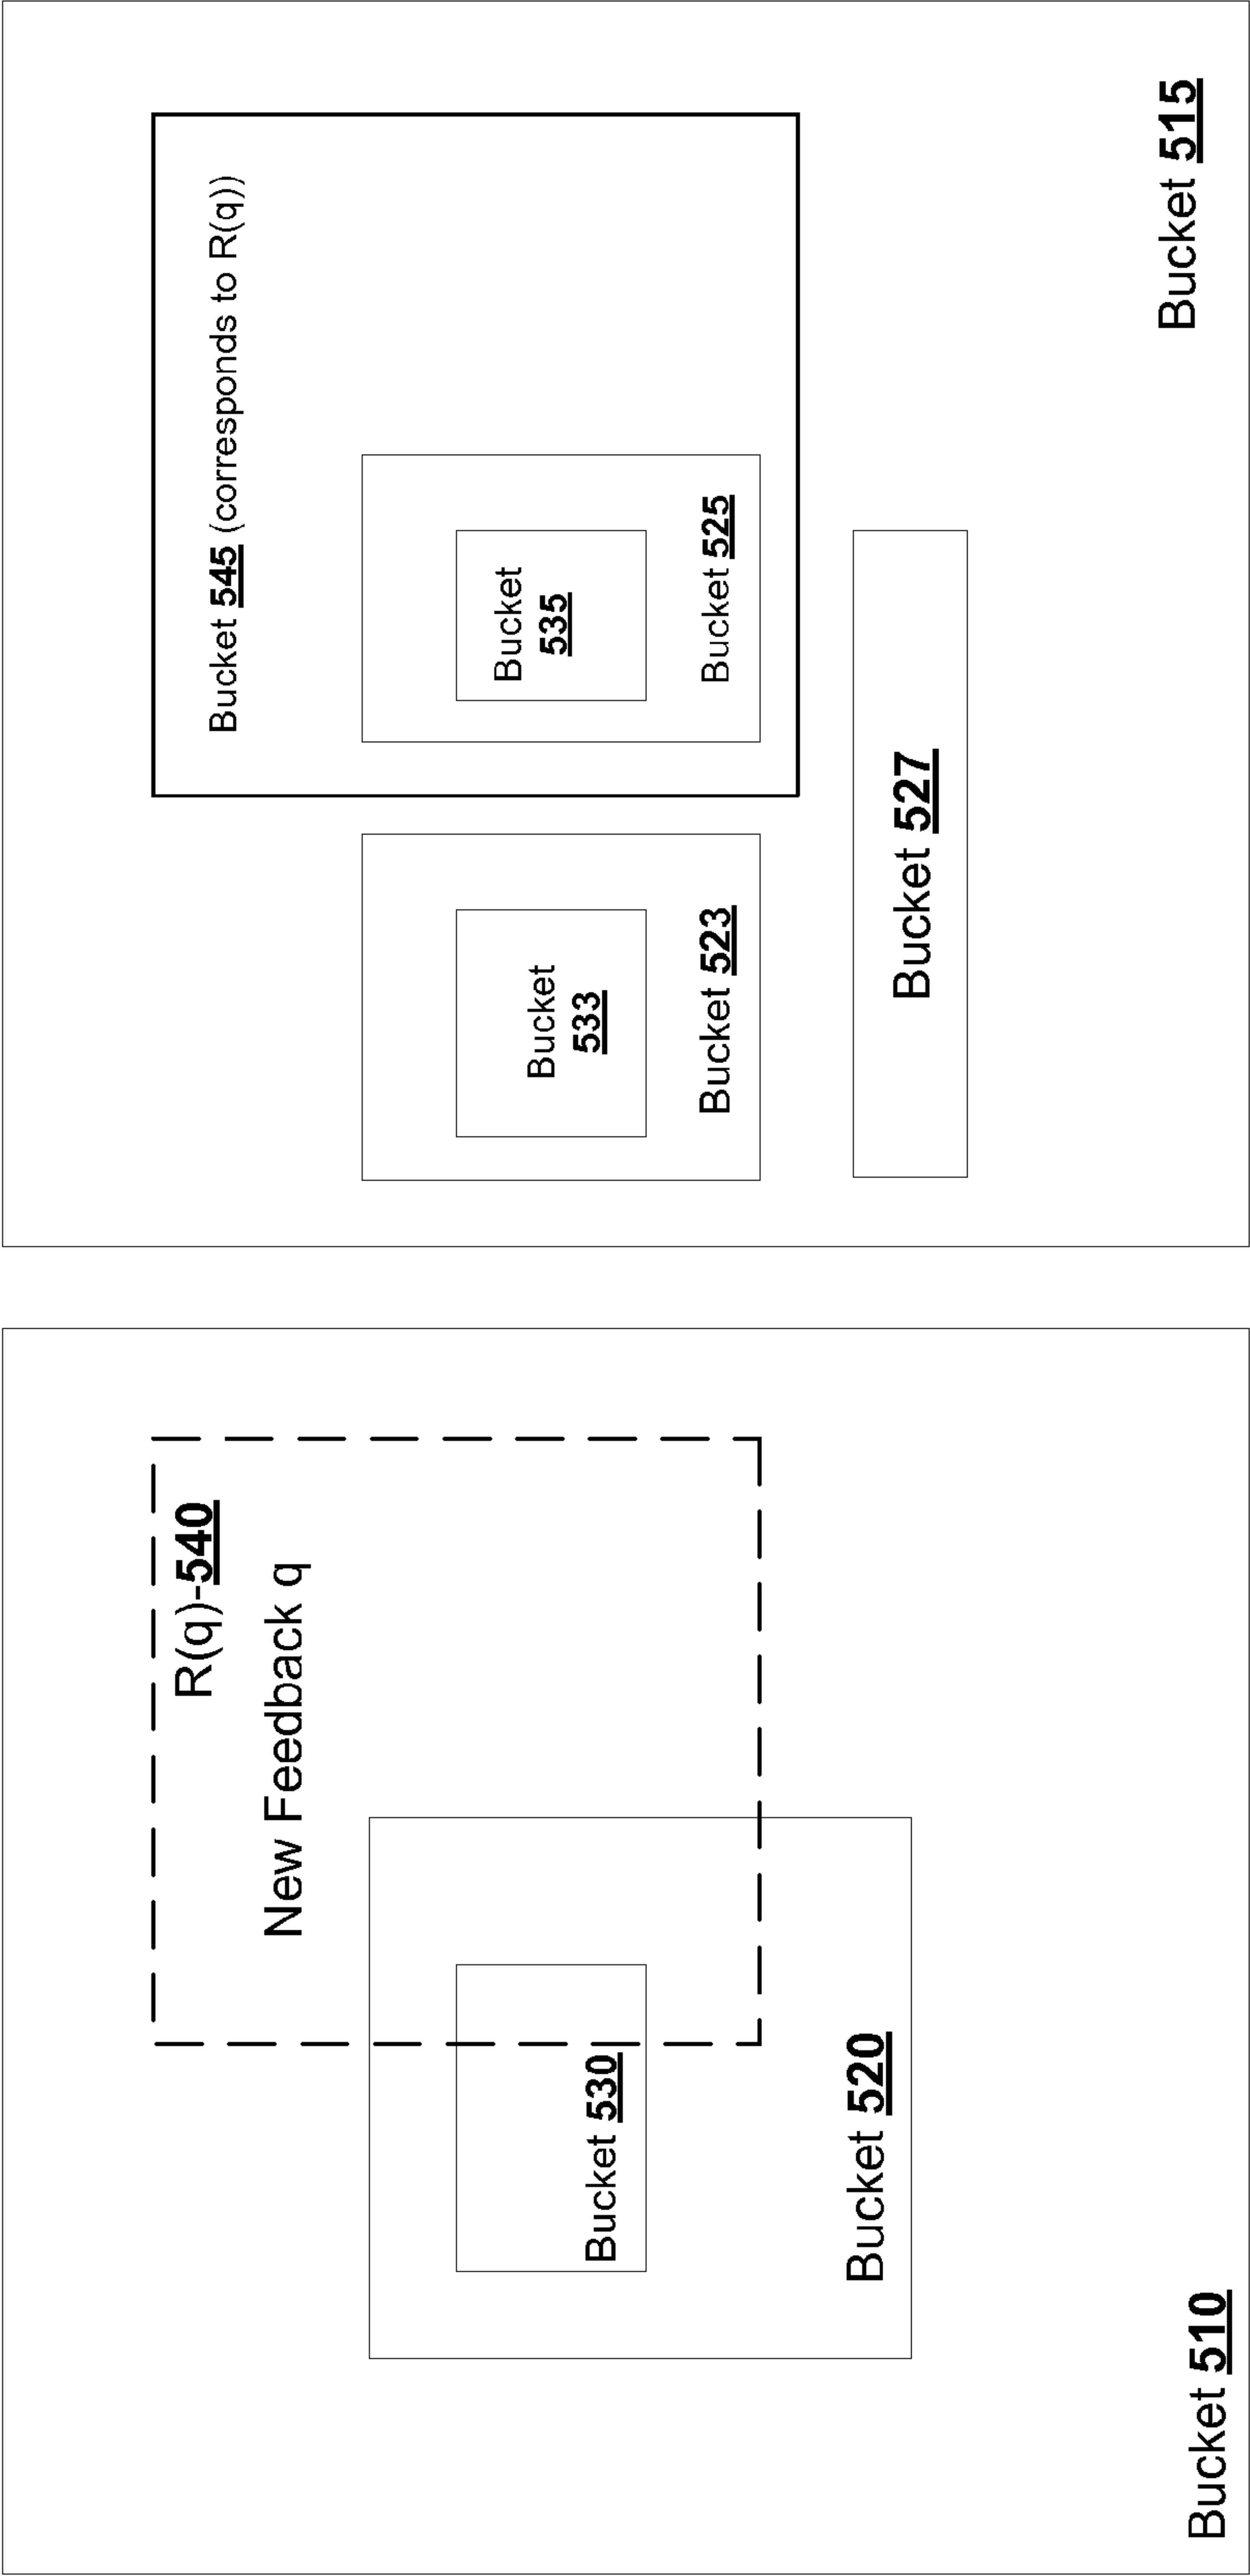 R(q)-540
New Feedback q
Bucket 530
Bucket 520
Bucket 510
Bucket 545 (corresponds to R(q))
Bucket
533
Bucket 523
Bucket
535
Bucket 525
Bucket 527
Bucket 515